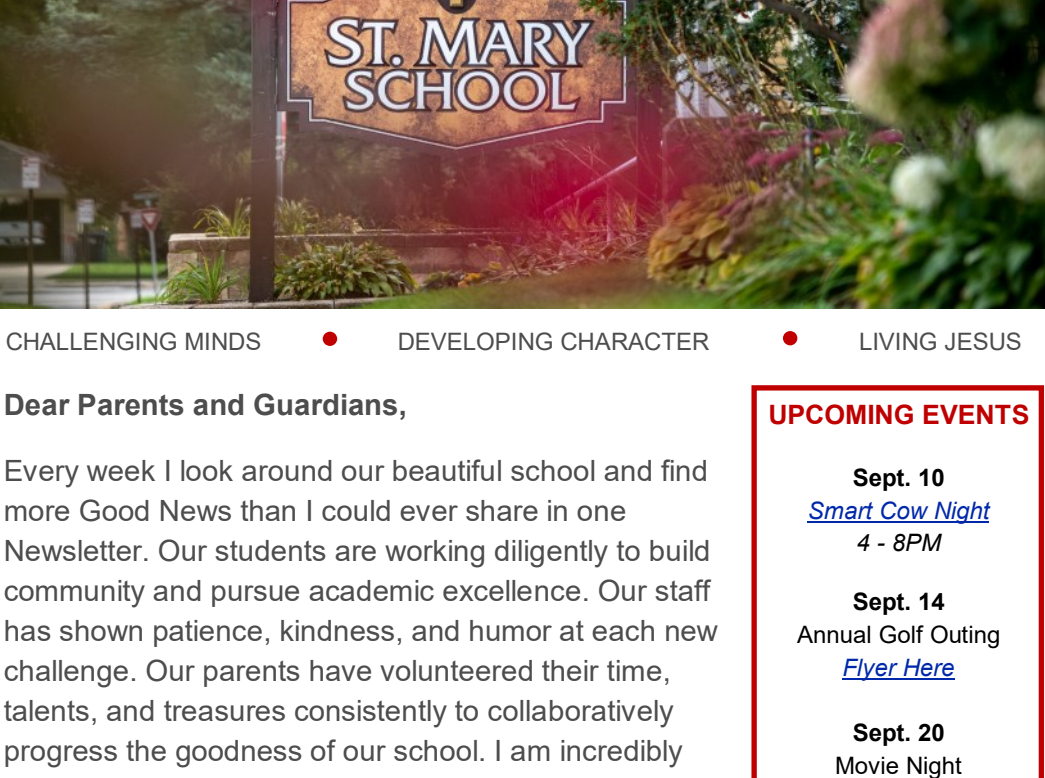 ST. MARY
SCHOOL
CHALLENGING MINDS ● DEVELOPING CHARACTER ● LIVING JESUS
Dear Parents and Guardians,
Every week I look around our beautiful school and find
more Good News than I could ever share in one
Newsletter. Our students are working diligently to build
community and pursue academic excellence. Our staff
has shown patience, kindness, and humor at each new
challenge. Our parents have volunteered their time,
talents, and treasures consistently to collaboratively
progress the goodness of our school. I am incredibly
UPCOMING EVENTS
Sept. 10
Smart Cow Night
4 - 8PM
Sept. 14
Annual Golf Outing
Flyer Here
Sept. 20
Movie Night